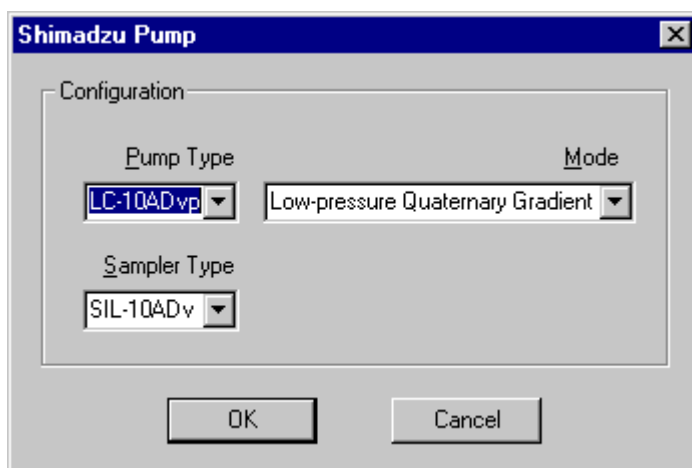 Shimadzu Pump
Configuration
Pump Type
Mode
LC-10ADvp
Low-pressure Quaternary Gradient
Sampler Type
SIL-10ADv
OK
Cancel